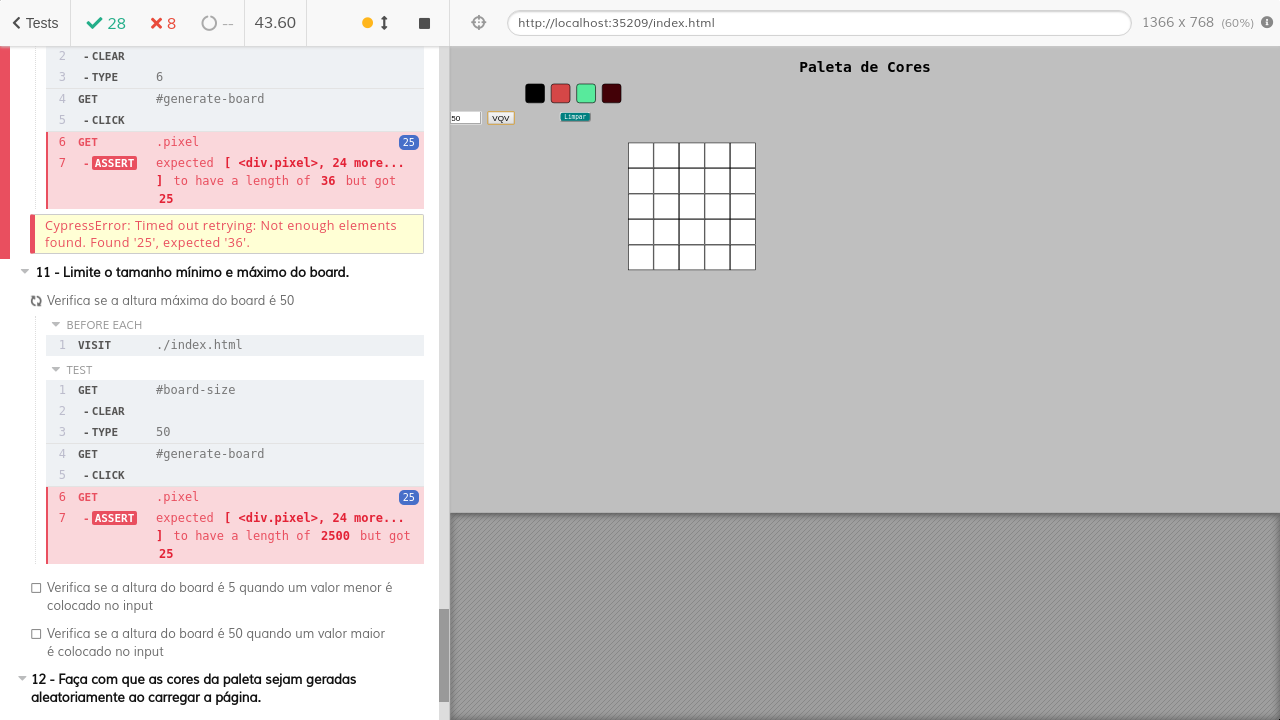 Tests
28
8
--
43.60
http://localhost:35209/index.html
1366 x 768 (60%)
2 - CLEAR
3 - TYPE 6
4 GET #generate-board
5 - CLICK
6 GET .pixel 25
7 - ASSERT expected [ <div.pixel>, 24 more...
] to have a length of 36 but got
25
CypressError: Timed out retrying: Not enough elements
found. Found '25', expected '36'.
11 - Limite o tamanho mínimo e máximo do board.
Verifica se a altura máxima do board é 50
BEFORE EACH
1 VISIT ./index.html
TEST
1 GET #board-size
2 - CLEAR
3 - TYPE 50
4 GET #generate-board
5 - CLICK
6 GET .pixel 25
7 - ASSERT expected [ <div.pixel>, 24 more...
] to have a length of 2500 but got
25
Verifica se a altura do board é 5 quando um valor menor é
colocado no input
Verifica se a altura do board é 50 quando um valor maior
é colocado no input
12 - Faça com que as cores da paleta sejam geradas
aleatoriamente ao carregar a página.
Paleta de Cores
50 VQV Limpar